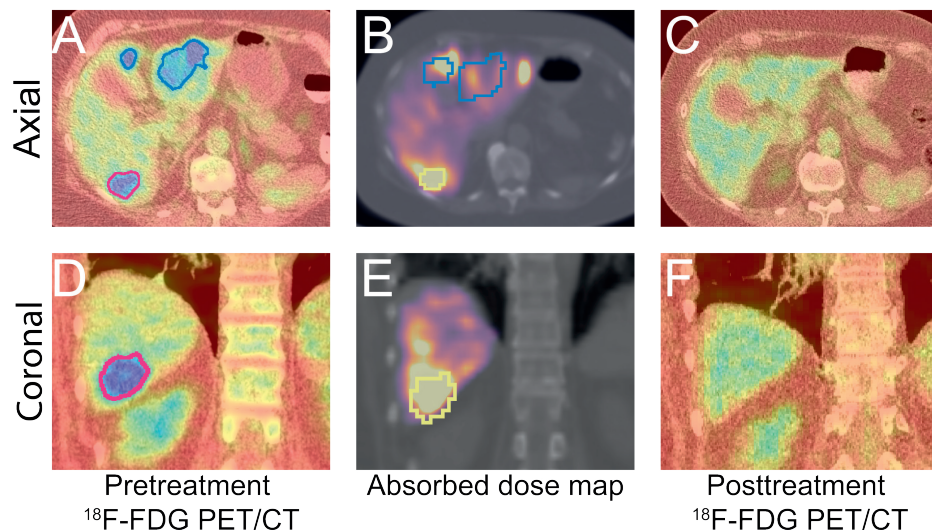 A
B
C
Axial
D
E
F
Coronal
Pretreatment
¹⁸F-FDG PET/CT
Absorbed dose map
Posttreatment
¹⁸F-FDG PET/CT